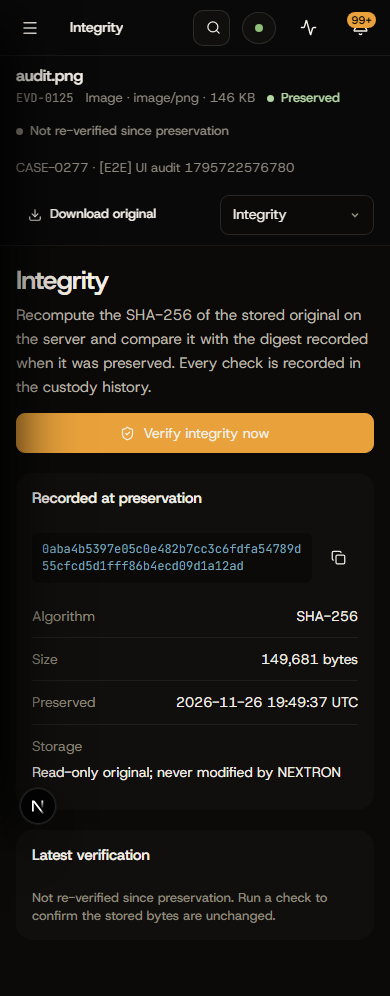 Integrity
99+
audit.png
EVD-0125 Image · image/png · 146 KB Preserved
Not re-verified since preservation
CASE-0277 · [E2E] UI audit 1795722576780
Download original
Integrity
Integrity
Recompute the SHA-256 of the stored original on
the server and compare it with the digest recorded
when it was preserved. Every check is recorded in
the custody history.
Verify integrity now
Recorded at preservation
0aba4b5397e05c0e482b7cc3c6fdfa54789d
55cfcd5d1fff86b4ecd09d1a12ad
Algorithm SHA-256
Size 149,681 bytes
Preserved 2026-11-26 19:49:37 UTC
Storage
Read-only original; never modified by NEXTRON
N
Latest verification
Not re-verified since preservation. Run a check to
confirm the stored bytes are unchanged.